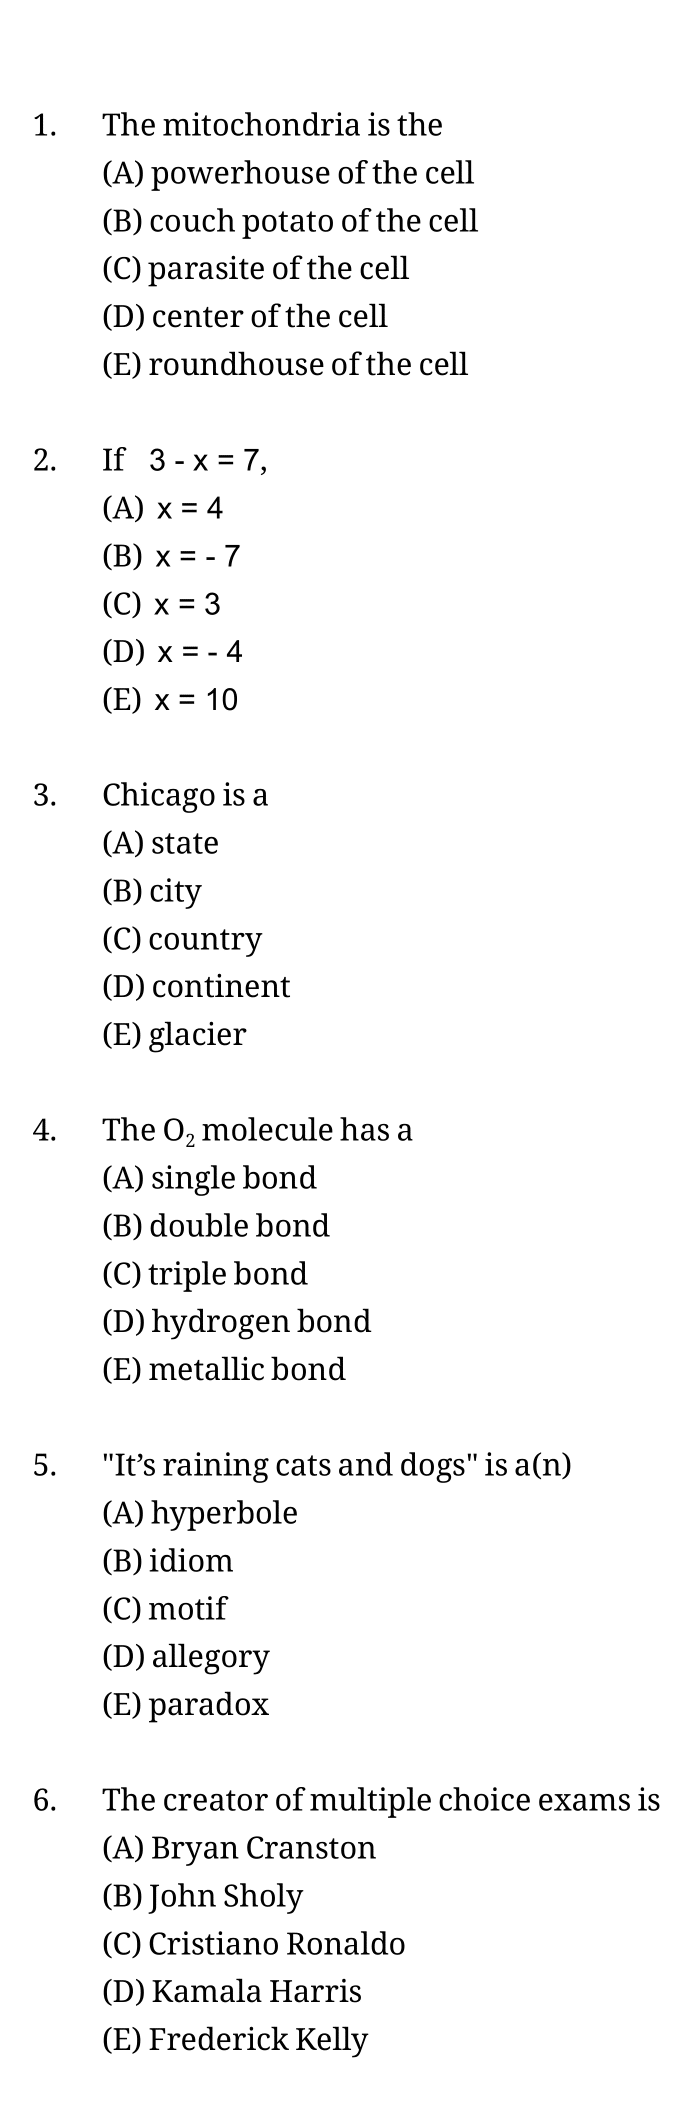 1. The mitochondria is the
(A) powerhouse of the cell
(B) couch potato of the cell
(C) parasite of the cell
(D) center of the cell
(E) roundhouse of the cell
2. If 3 - x = 7,
(A) x = 4
(B) x = - 7
(C) x = 3
(D) x = - 4
(E) x = 10
3. Chicago is a
(A) state
(B) city
(C) country
(D) continent
(E) glacier
4. The O₂ molecule has a
(A) single bond
(B) double bond
(C) triple bond
(D) hydrogen bond
(E) metallic bond
5. "It’s raining cats and dogs" is a(n)
(A) hyperbole
(B) idiom
(C) motif
(D) allegory
(E) paradox
6. The creator of multiple choice exams is
(A) Bryan Cranston
(B) John Sholy
(C) Cristiano Ronaldo
(D) Kamala Harris
(E) Frederick Kelly